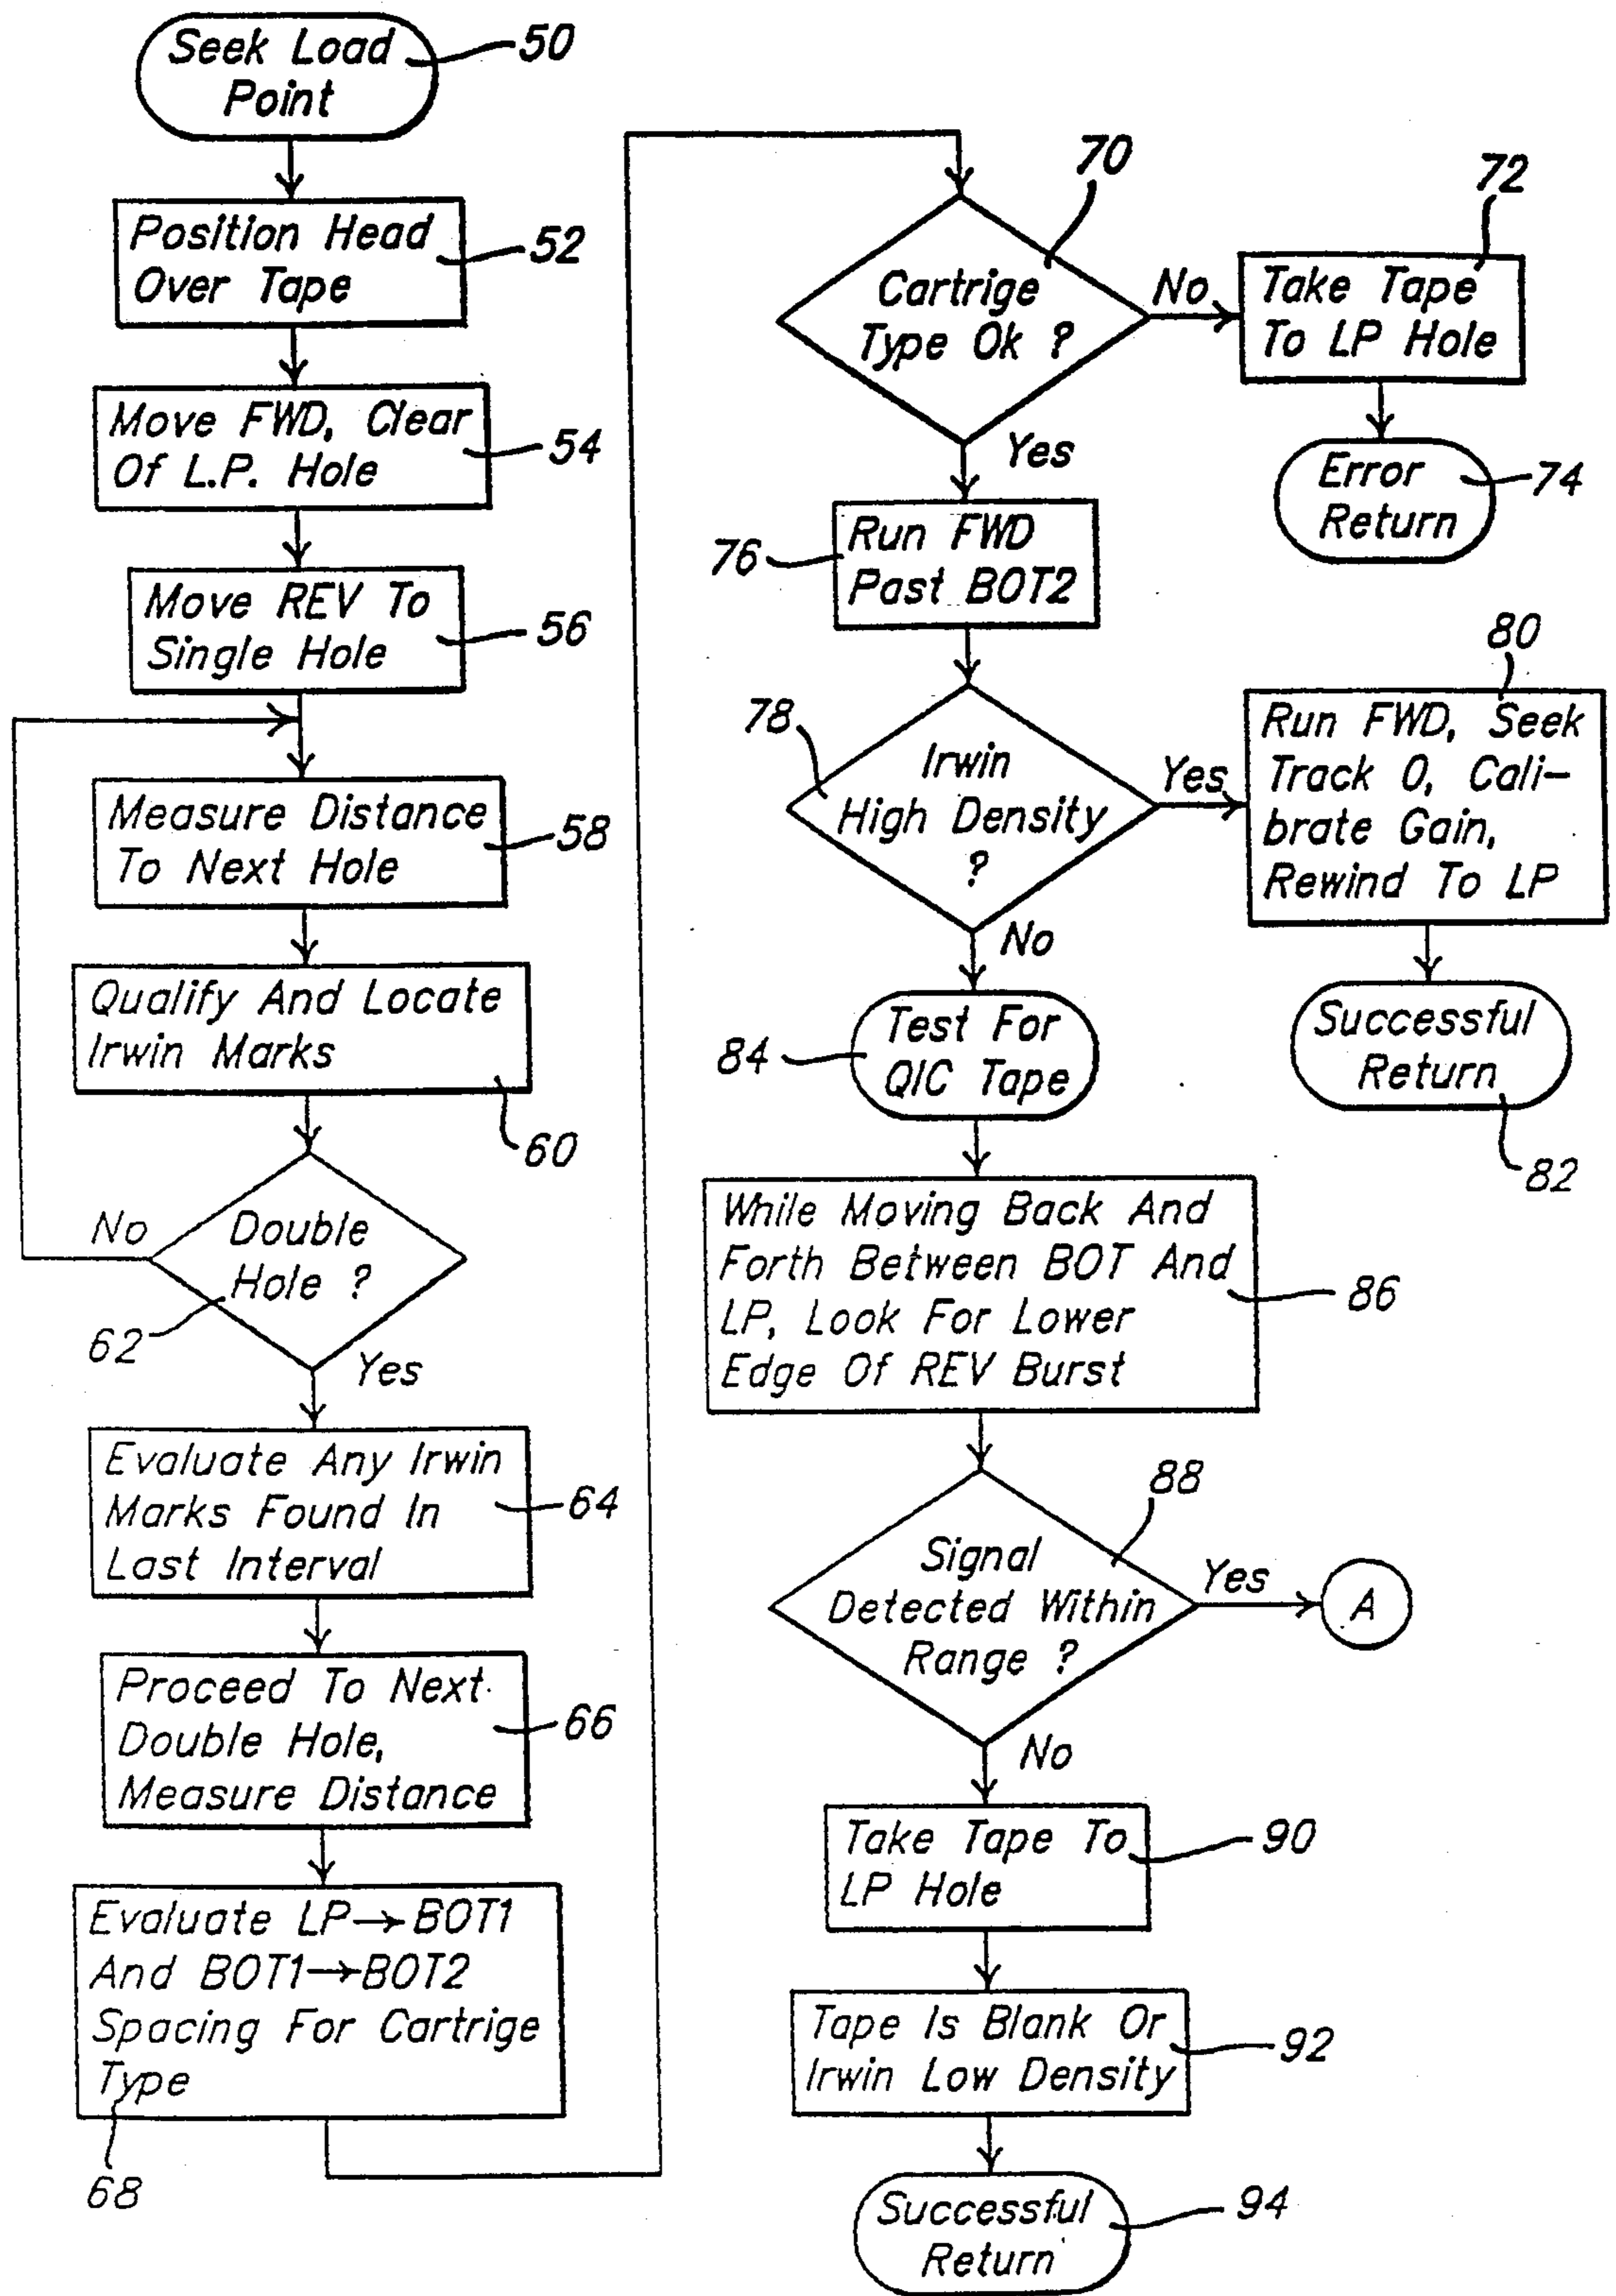 Seek Load
Point
50
Position Head
Over Tape
52
Move FWD, Clear
Of L.P. Hole
54
Move REV To
Single Hole
56
Measure Distance
To Next Hole
58
Qualify And Locate
Irwin Marks
60
No
Double
Hole ?
62
Yes
Evaluate Any Irwin
Marks Found In
Last Interval
64
Proceed To Next
Double Hole,
Measure Distance
66
Evaluate LP→BOT1
And BOT1→BOT2
Spacing For Cartrige
Type
68
70
Cartrige
Type Ok ?
No
72
Take Tape
To LP Hole
Error
Return
74
Yes
76
Run FWD
Past BOT2
78
Irwin
High Density
?
Yes
80
Run FWD, Seek
Track 0, Cali-
brate Gain,
Rewind To LP
Successful
Return
82
No
84
Test For
QIC Tape
While Moving Back And
Forth Between BOT And
LP, Look For Lower
Edge Of REV Burst
86
88
Signal
Detected Within
Range ?
Yes
A
No
Take Tape To
LP Hole
90
Tape Is Blank Or
Irwin Low Density
92
Successful
Return
94